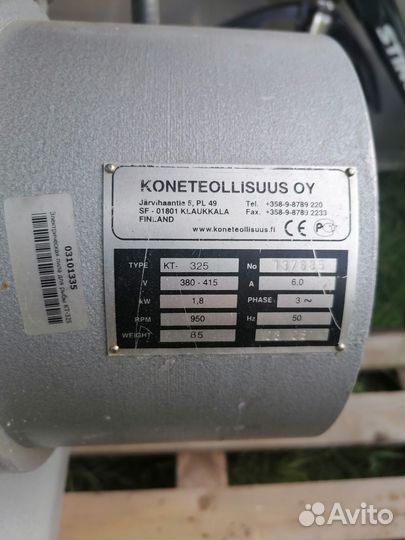 KONETEOLLISUUS OY
Järvihaantie 5, PL 49 Tel. +358-9-8789 220
SF - 01801 KLAUKKALA Fax. +358-9-8789 2233
FINLAND
www.koneteollisuus.fi CE
TYPE KT- 325 No
V 380 - 415 A 6,0
kW 1,8 PHASE 3 ~
RPM 950 Hz 50
WEIGHT 65
03101335
Avito